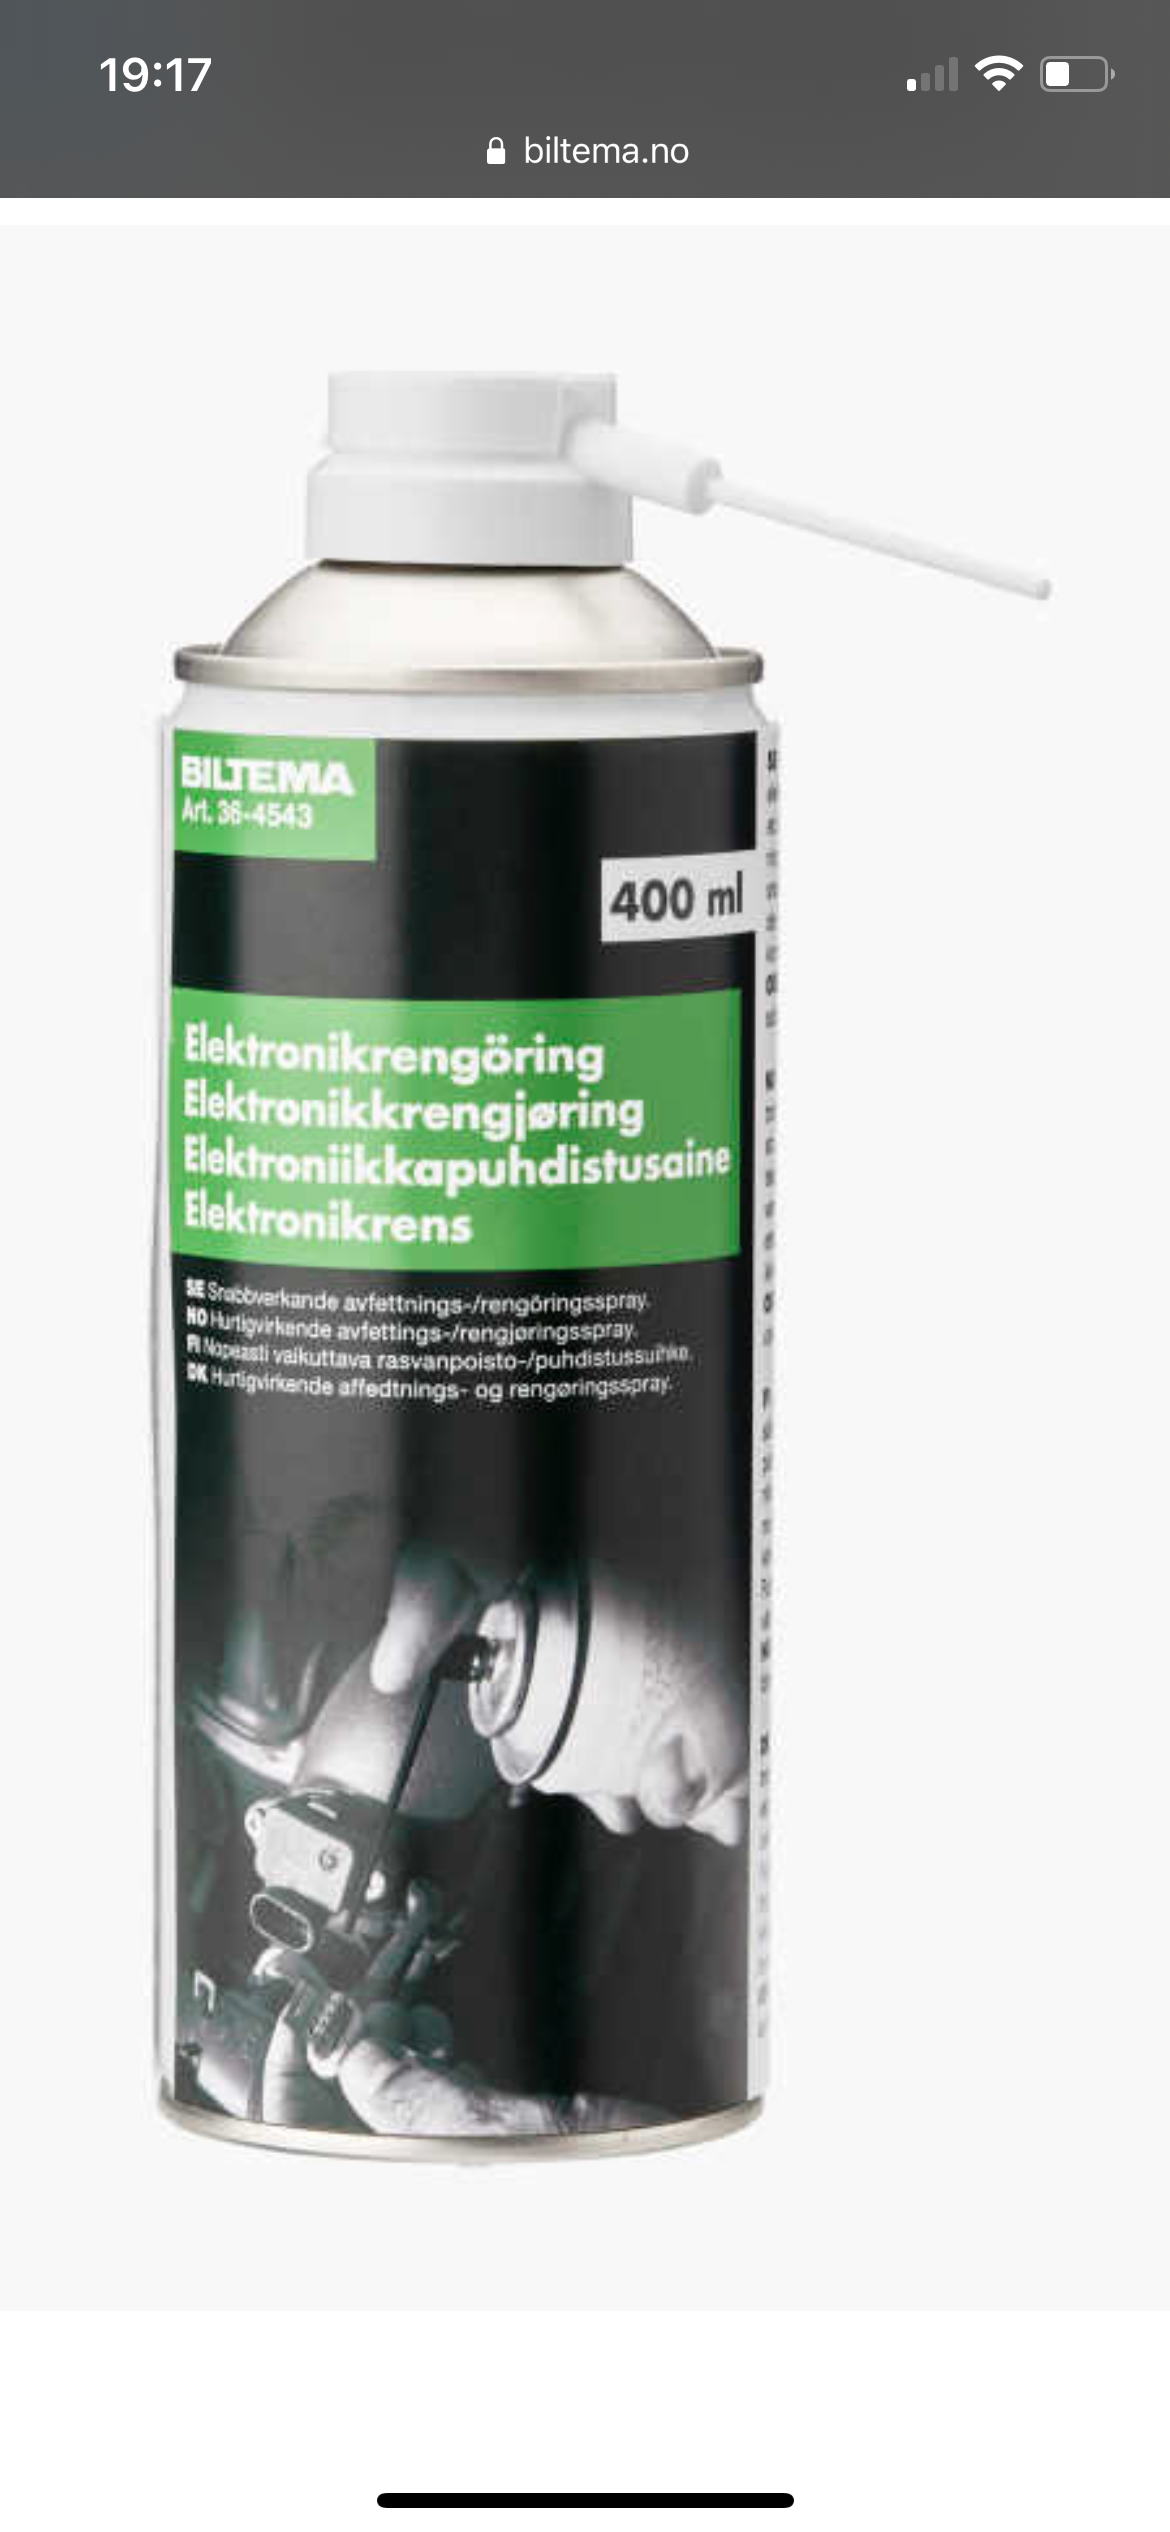 19:17
biltema.no
BILTEMA
Art. 36-4543
400 ml
Elektronikrengöring
Elektronikkrengjøring
Elektroniikkapuhdistusaine
Elektronikrens
SE Snabbverkande avfettnings-/rengöringsspray.
NO Hurtigvirkende avfettings-/rengjøringsspray.
FI Nopeasti vaikuttava rasvanpoisto-/puhdistussuihke.
DK Hurtigvirkende affedtnings- og rengøringsspray.